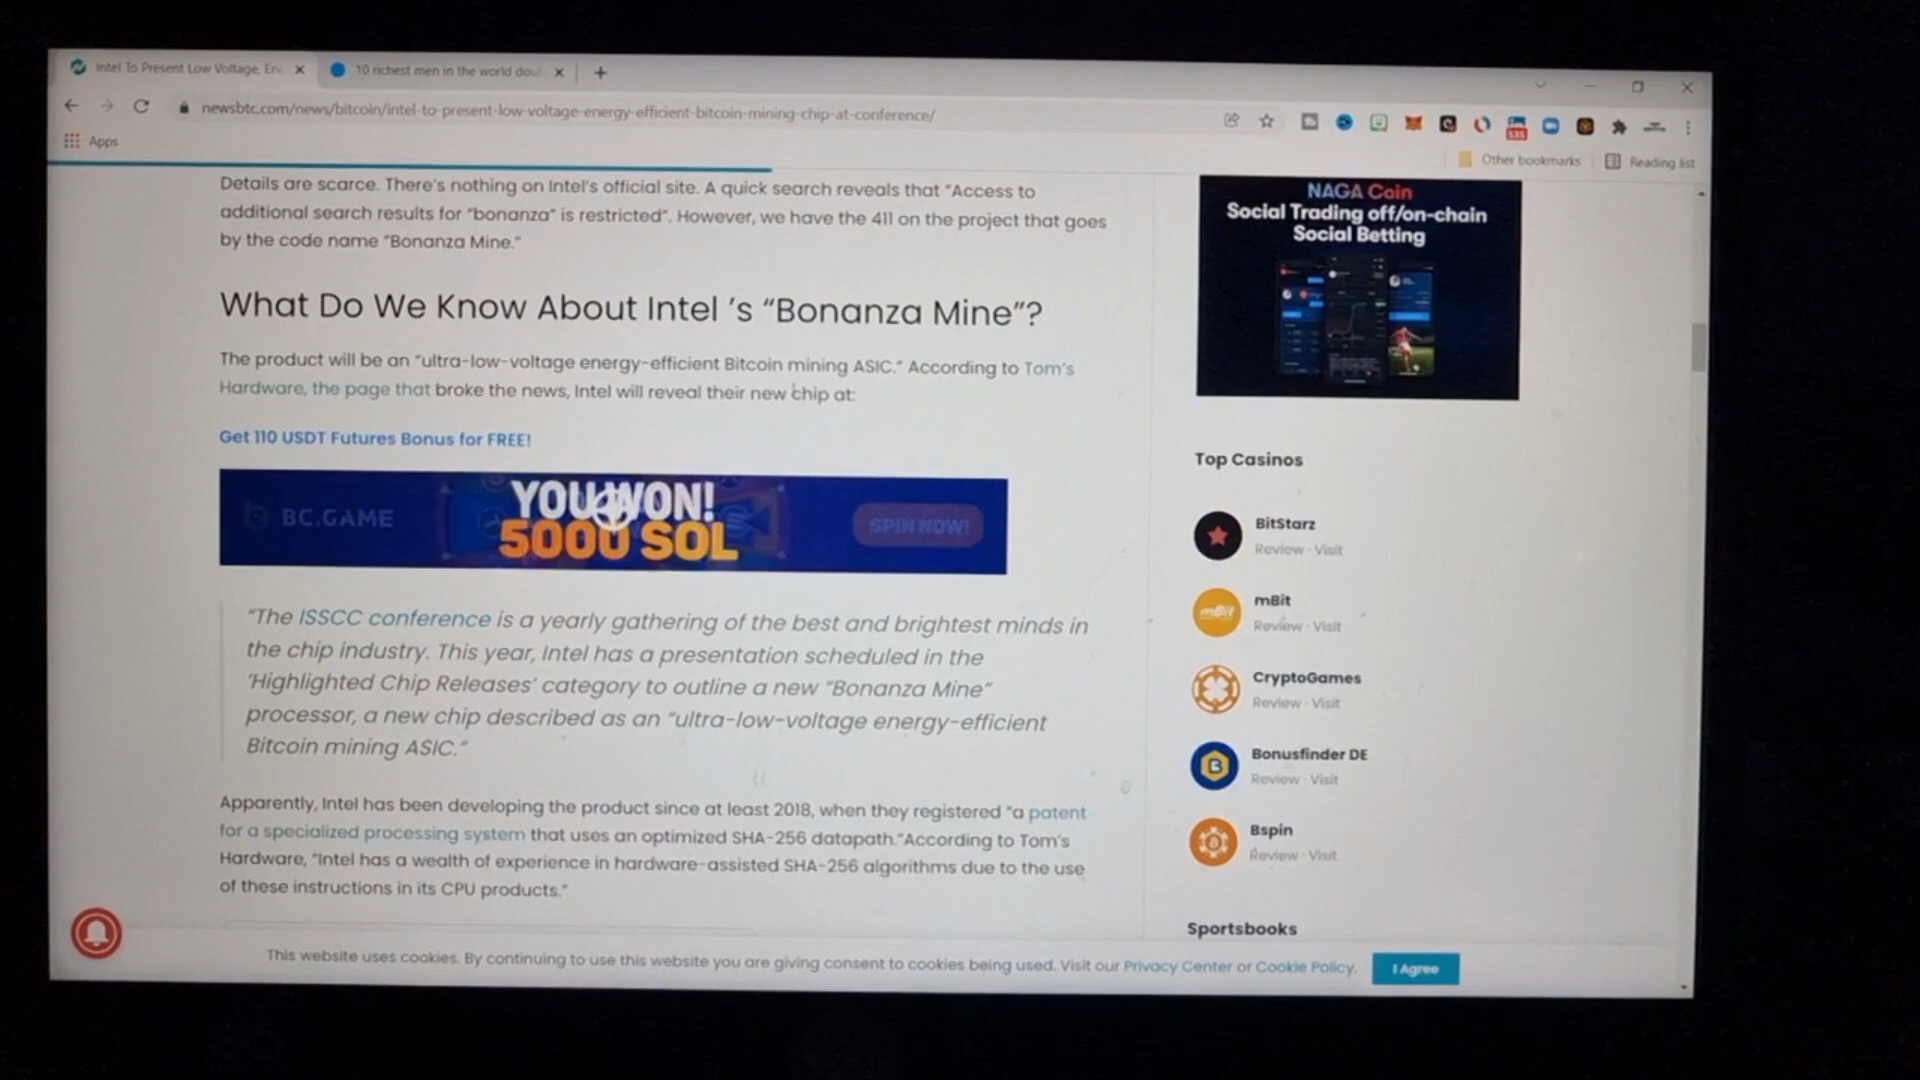 Intel To Present Low Voltage, Ene
10 richest men in the world doul
newsbtc.com/news/bitcoin/intel-to-present-low-voltage-energy-efficient-bitcoin-mining-chip-at-conference/
Apps
Other bookmarks
Reading list
Details are scarce. There's nothing on Intel's official site. A quick search reveals that “Access to
additional search results for “bonanza” is restricted”. However, we have the 411 on the project that goes
by the code name “Bonanza Mine.”
What Do We Know About Intel 's “Bonanza Mine”?
The product will be an “ultra-low-voltage energy-efficient Bitcoin mining ASIC.” According to Tom's
Hardware, the page that broke the news, Intel will reveal their new chip at:
Get 110 USDT Futures Bonus for FREE!
BC.GAME
YOU WON!
5000 SOL
SPIN NOW!
“The ISSCC conference is a yearly gathering of the best and brightest minds in
the chip industry. This year, Intel has a presentation scheduled in the
‘Highlighted Chip Releases’ category to outline a new “Bonanza Mine”
processor, a new chip described as an “ultra-low-voltage energy-efficient
Bitcoin mining ASIC.”
Apparently, Intel has been developing the product since at least 2018, when they registered “a patent
for a specialized processing system that uses an optimized SHA-256 datapath.”According to Tom's
Hardware, “Intel has a wealth of experience in hardware-assisted SHA-256 algorithms due to the use
of these instructions in its CPU products.”
NAGA Coin
Social Trading off/on-chain
Social Betting
Top Casinos
BitStarz
Review · Visit
mBit
mBit
Review · Visit
CryptoGames
Review · Visit
Bonusfinder DE
Review · Visit
Bspin
Review · Visit
Sportsbooks
This website uses cookies. By continuing to use this website you are giving consent to cookies being used. Visit our Privacy Center or Cookie Policy.
I Agree